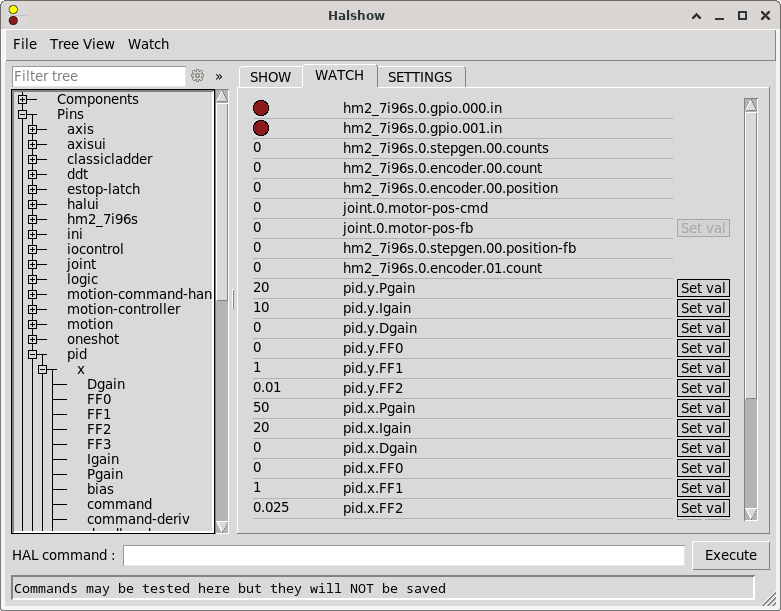 Halshow
File Tree View Watch
Filter tree »
SHOW WATCH SETTINGS
Components
Pins
axis
axisui
classicladder
ddt
estop-latch
halui
hm2_7i96s
ini
iocontrol
joint
logic
motion-command-han
motion-controller
motion
oneshot
pid
x
Dgain
FF0
FF1
FF2
FF3
Igain
Pgain
bias
command
command-deriv
hm2_7i96s.0.gpio.000.in
hm2_7i96s.0.gpio.001.in
0 hm2_7i96s.0.stepgen.00.counts
0 hm2_7i96s.0.encoder.00.count
0 hm2_7i96s.0.encoder.00.position
0 joint.0.motor-pos-cmd
0 joint.0.motor-pos-fb Set val
0 hm2_7i96s.0.stepgen.00.position-fb
0 hm2_7i96s.0.encoder.01.count
20 pid.y.Pgain Set val
10 pid.y.Igain Set val
0 pid.y.Dgain Set val
0 pid.y.FF0 Set val
1 pid.y.FF1 Set val
0.01 pid.y.FF2 Set val
50 pid.x.Pgain Set val
20 pid.x.Igain Set val
0 pid.x.Dgain Set val
0 pid.x.FF0 Set val
1 pid.x.FF1 Set val
0.025 pid.x.FF2 Set val
HAL command : Execute
Commands may be tested here but they will NOT be saved